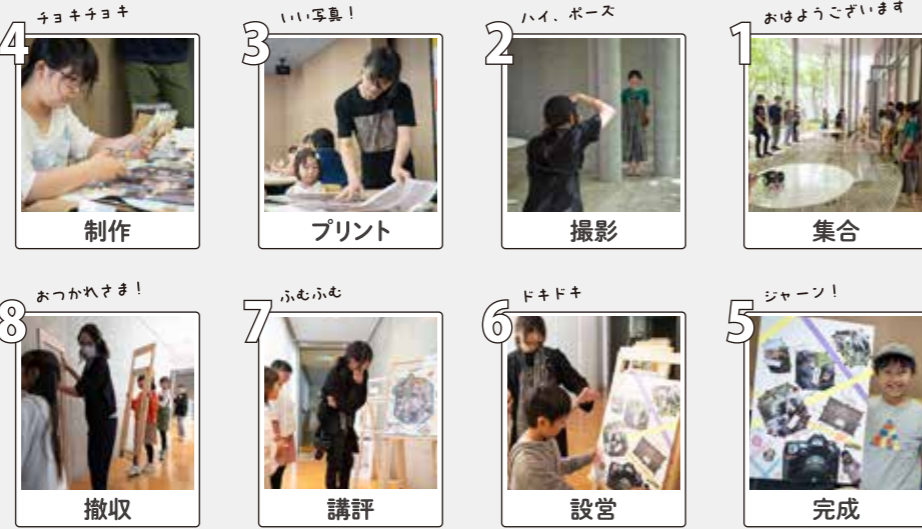 おはようございます
1
集合
ハイ、ポーズ
2
撮影
いい写真！
3
プリント
チョキチョキ
4
制作
ジャーン！
5
完成
ドキドキ
6
設営
ふむふむ
7
講評
おつかれさま！
8
撤収